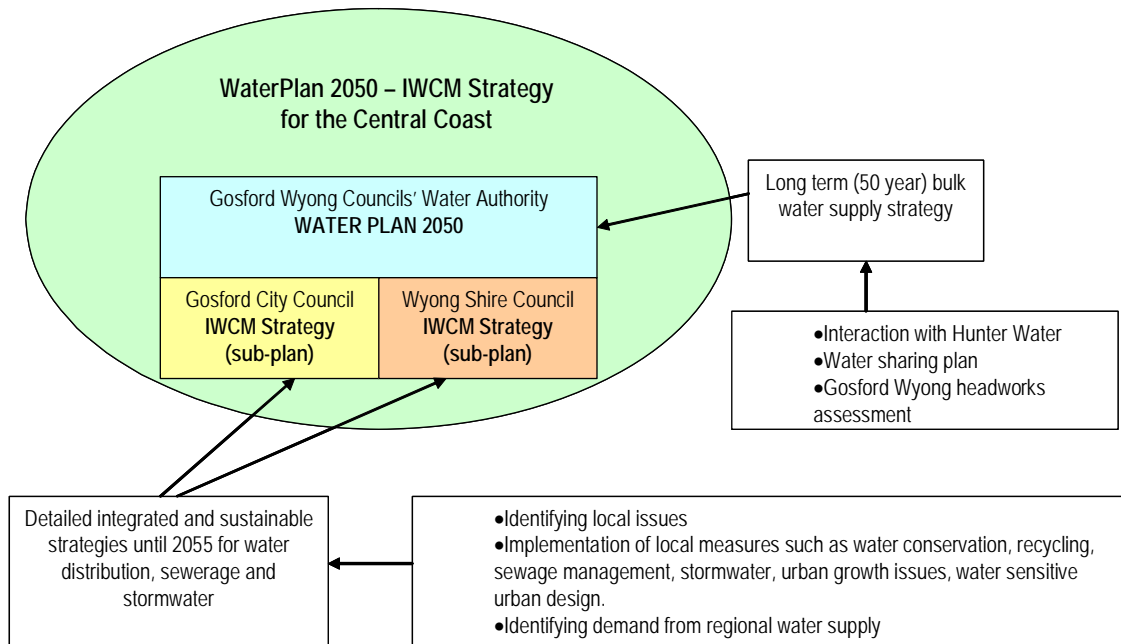 WaterPlan 2050 – IWCM Strategy
for the Central Coast
Gosford Wyong Councils' Water Authority
WATER PLAN 2050
Gosford City Council
IWCM Strategy
(sub-plan)
Wyong Shire Council
IWCM Strategy
(sub-plan)
Long term (50 year) bulk
water supply strategy
•Interaction with Hunter Water
•Water sharing plan
•Gosford Wyong headworks
assessment
Detailed integrated and sustainable
strategies until 2055 for water
distribution, sewerage and
stormwater
•Identifying local issues
•Implementation of local measures such as water conservation, recycling,
sewage management, stormwater, urban growth issues, water sensitive
urban design.
•Identifying demand from regional water supply